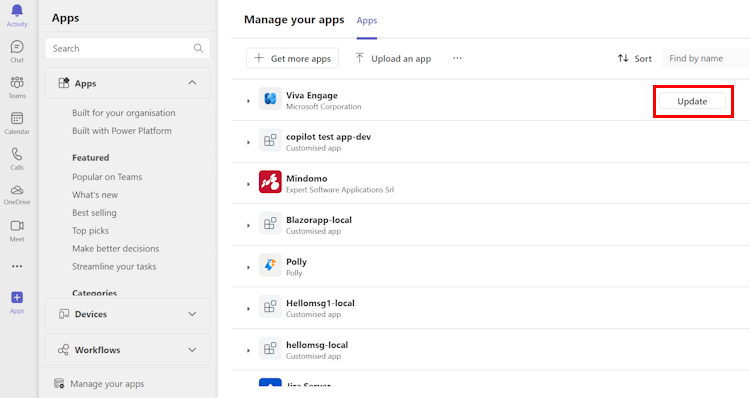 Activity
Chat
Teams
Calendar
Calls
OneDrive
Meet
Apps
Apps
Search
Apps
Built for your organisation
Built with Power Platform
Featured
Popular on Teams
What's new
Best selling
Top picks
Make better decisions
Streamline your tasks
Categories
Devices
Workflows
Manage your apps
Manage your apps Apps
Get more apps Upload an app ... Sort Find by name
Viva Engage
Microsoft Corporation
Update
copilot test app-dev
Customised app
Mindomo
Expert Software Applications Srl
Blazorapp-local
Customised app
Polly
Polly
Hellomsg1-local
Customised app
hellomsg-local
Customised app
Jira Server